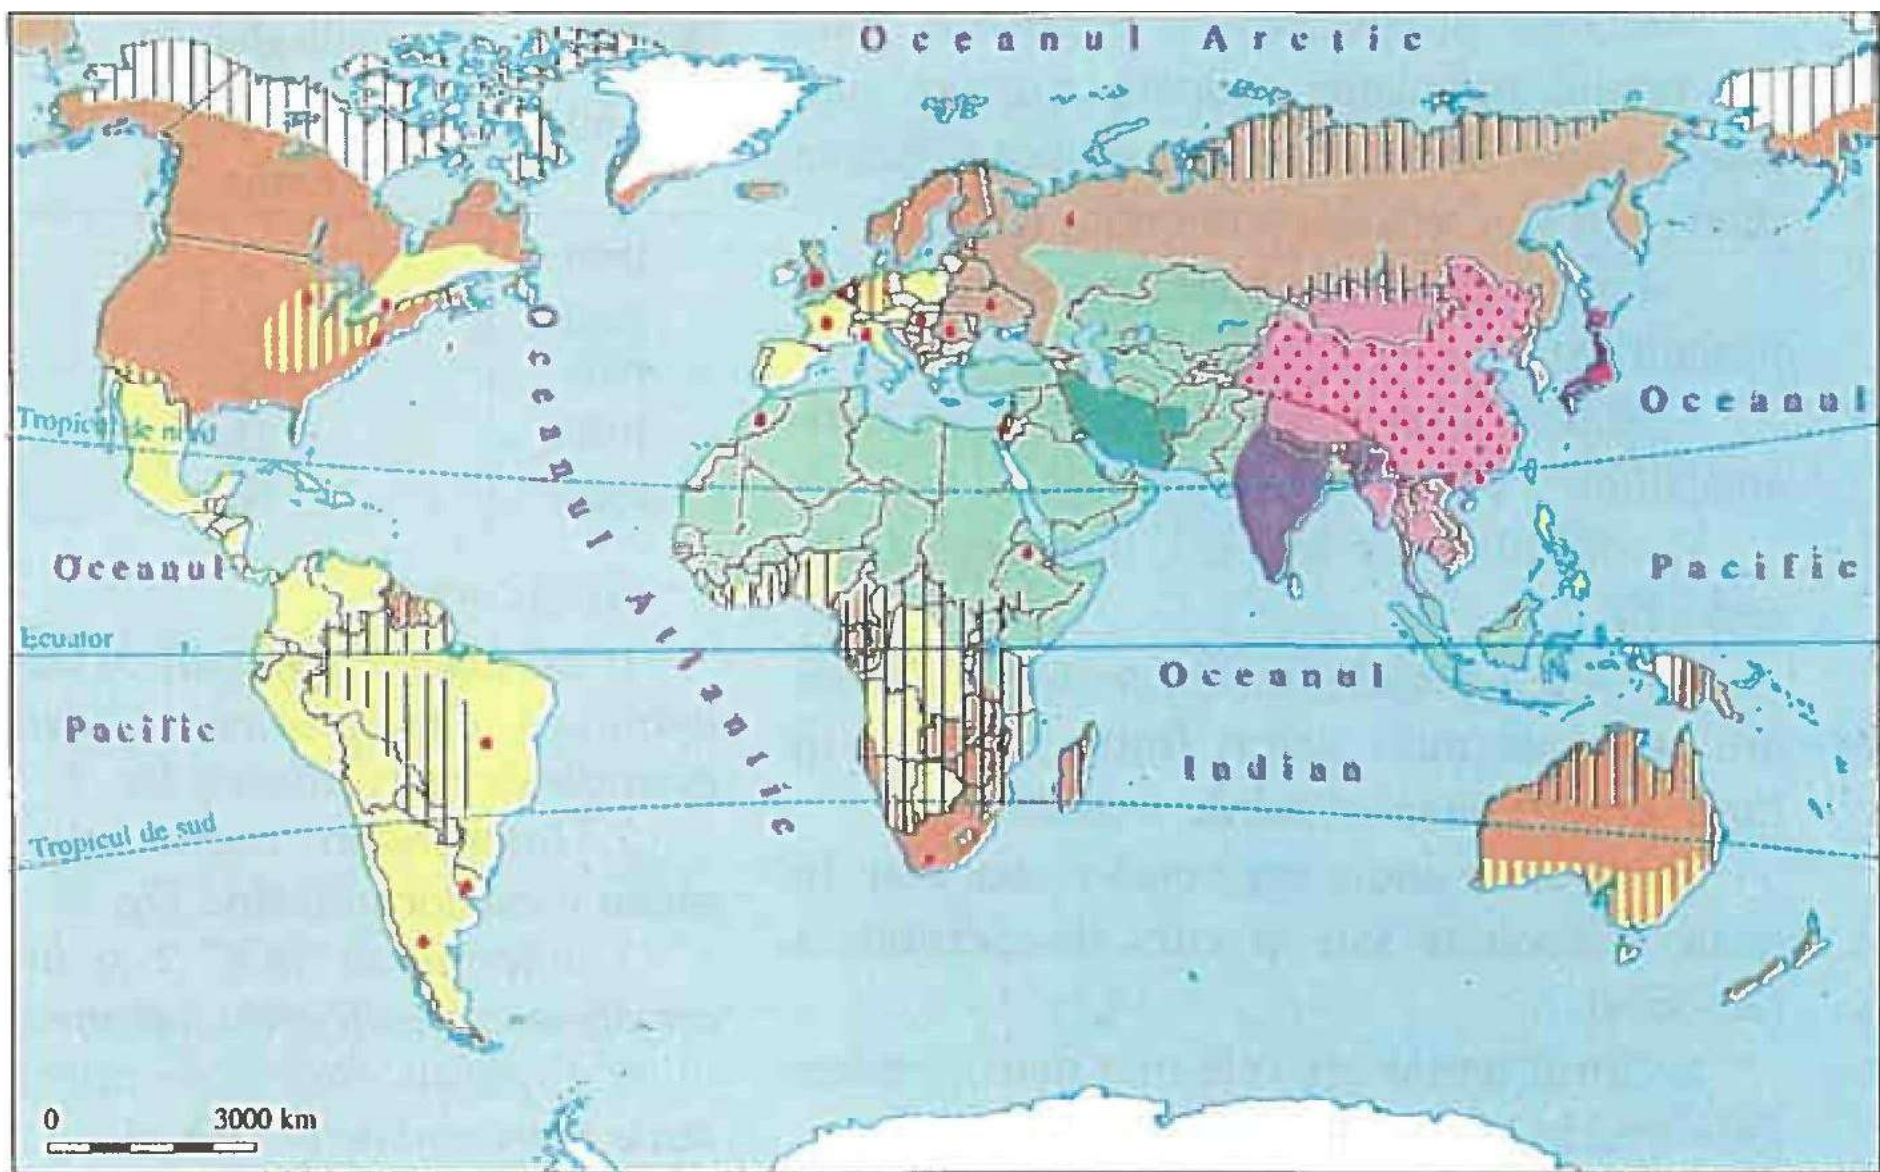 Oceanul Arctic
Oceanul Atlantic
Oceanul
Pacific
Tropicul de nord
Oceanul
Pacific
Ecuator
Oceanul
Indian
Tropicul de sud
0 3000 km